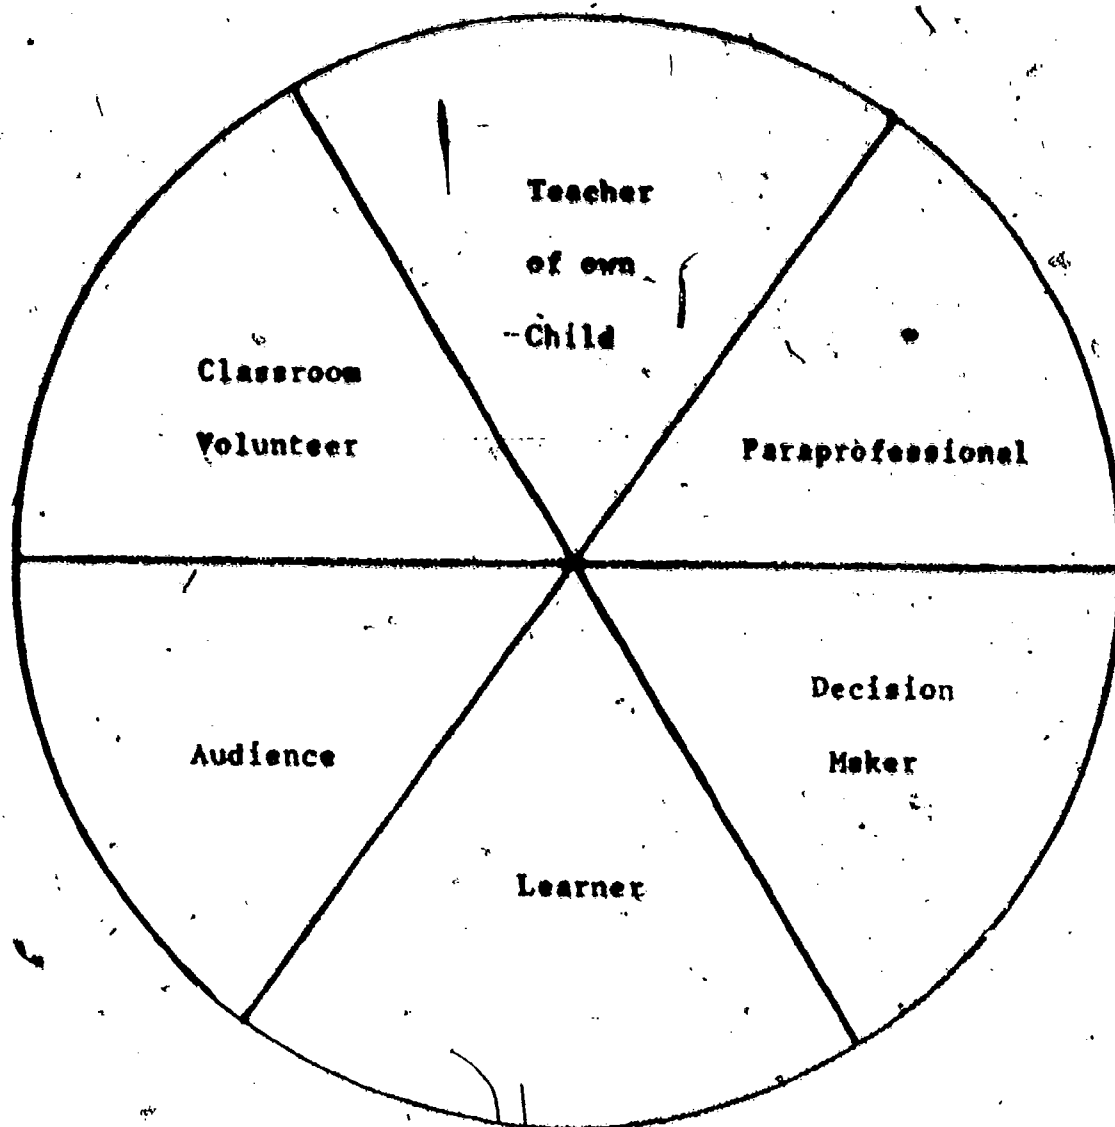 Teacher
of own
Child
Classroom
Volunteer
Paraprofessional
Decision
Maker
Audience
Learner